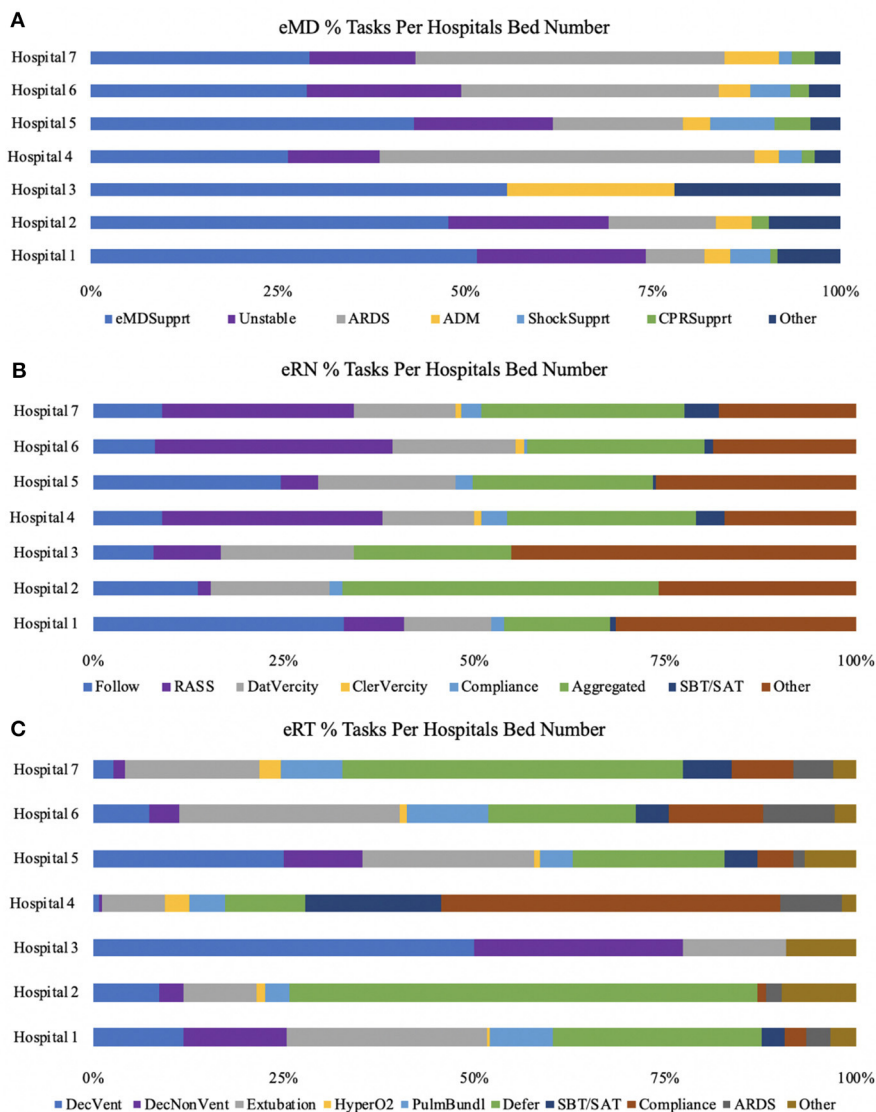 A
eMD % Tasks Per Hospitals Bed Number
Hospital 7
Hospital 6
Hospital 5
Hospital 4
Hospital 3
Hospital 2
Hospital 1
0% 25% 50% 75% 100%
eMDSupprt Unstable ARDS ADM ShockSupprt CPRSupprt Other
B
eRN % Tasks Per Hospitals Bed Number
Hospital 7
Hospital 6
Hospital 5
Hospital 4
Hospital 3
Hospital 2
Hospital 1
0% 25% 50% 75% 100%
Follow RASS DatVercity ClerVercity Compliance Aggregated SBT/SAT Other
C
eRT % Tasks Per Hospitals Bed Number
Hospital 7
Hospital 6
Hospital 5
Hospital 4
Hospital 3
Hospital 2
Hospital 1
0% 25% 50% 75% 100%
DecVent DecNonVent Extubation HyperO2 PulmBundl Defer SBT/SAT Compliance ARDS Other